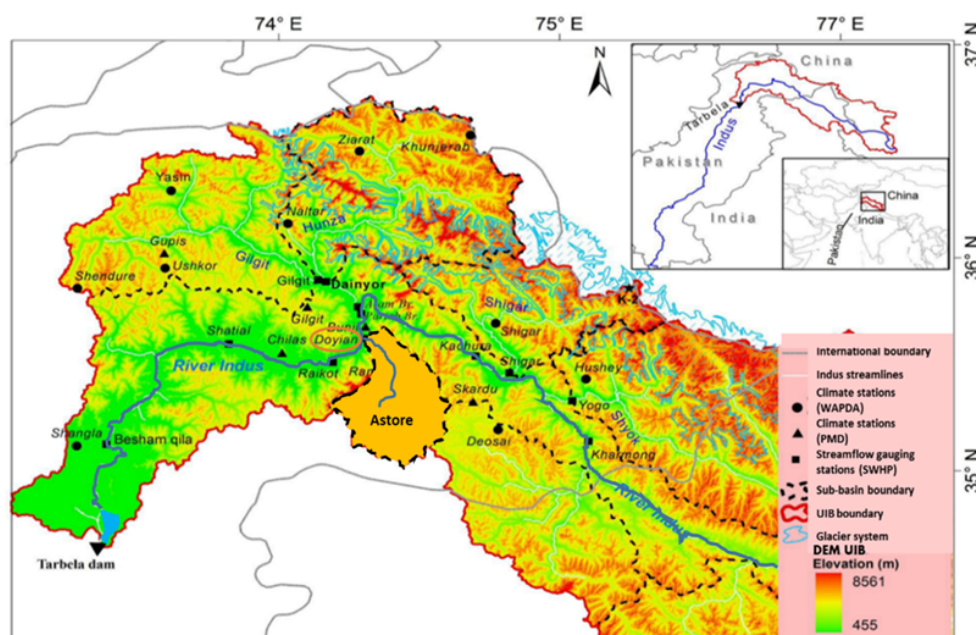 74° E
75° E
77° E
37° N
36° N
35° N
N
China
Tarbela
Indus
Pakistan
India
China
India
Pakistan
Ziarat
Khunjerab
Yasin
Naltar
Hunza
Gupis
Ushkor
Gilgit
Shendure
Gilgit
Dainyor
K-2
Gilgit
Shigar
Shigar
Shatial
Chilas
Doyian
Kachura
River Indus
Raikot
Shigar
Hushey
Skardu
Yogo
Shyok
Astore
Shangla
Besham qila
Deosai
Kharmong
River Indus
Tarbela dam
International boundary
Indus streamlines
Climate stations
(WAPDA)
Climate stations
(PMD)
Streamflow gauging
stations (SWHP)
Sub-basin boundary
UIB boundary
Glacier system
DEM UIB
Elevation (m)
8561
455